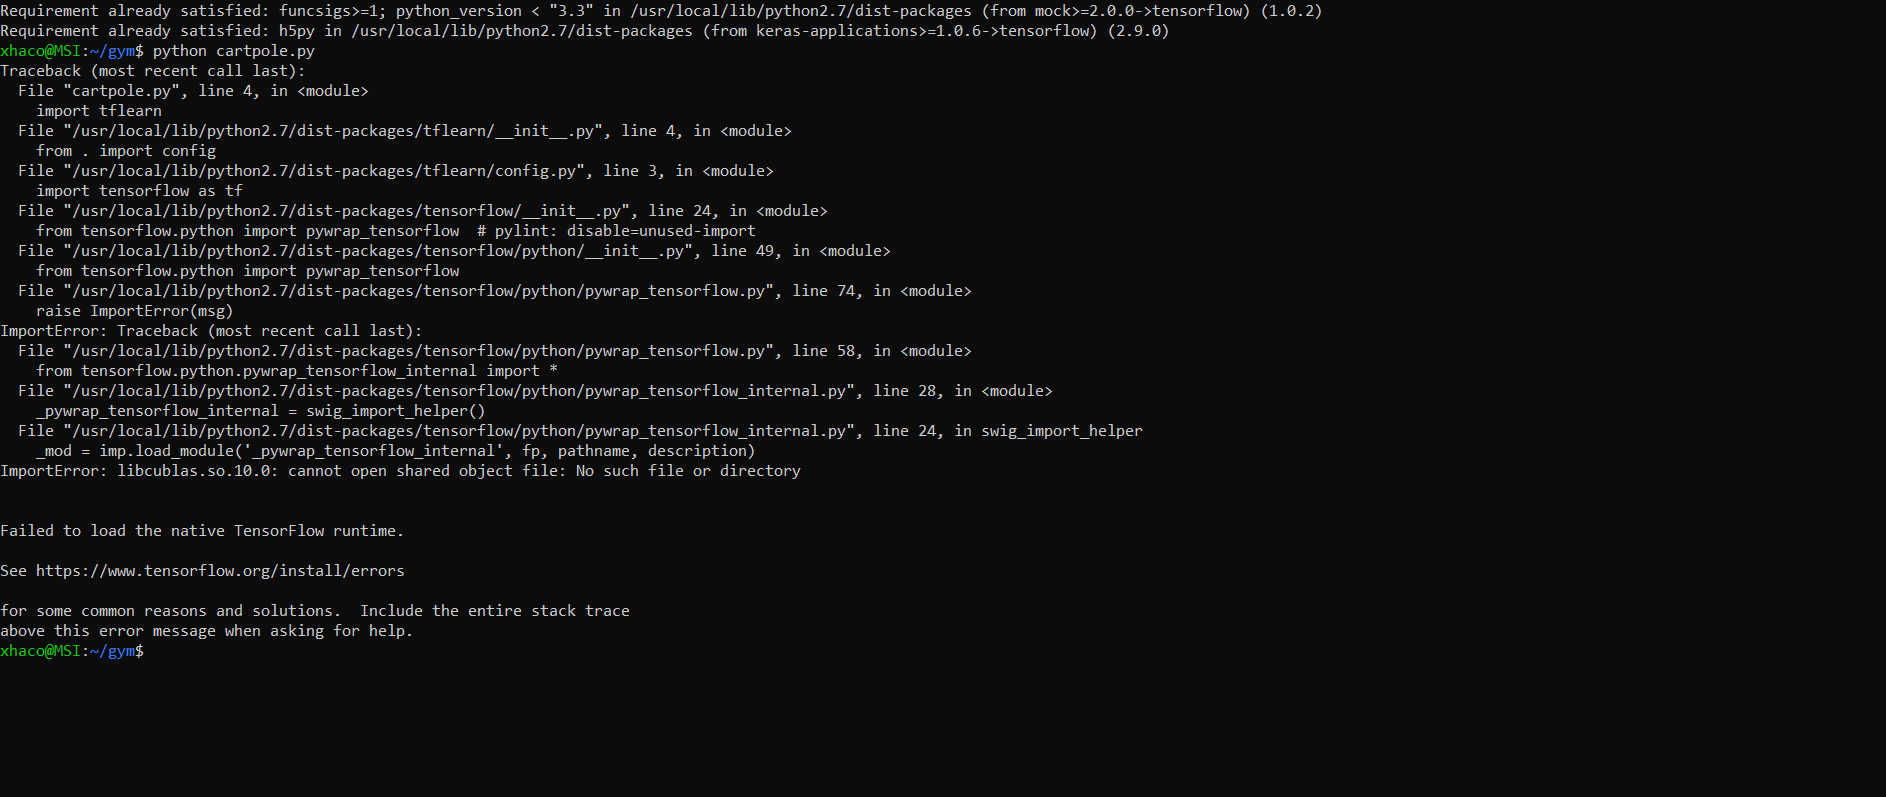 Requirement already satisfied: funcsigs>=1; python_version < "3.3" in /usr/local/lib/python2.7/dist-packages (from mock>=2.0.0->tensorflow) (1.0.2)
Requirement already satisfied: h5py in /usr/local/lib/python2.7/dist-packages (from keras-applications>=1.0.6->tensorflow) (2.9.0)
xhaco@MSI:~/gym$ python cartpole.py
Traceback (most recent call last):
  File "cartpole.py", line 4, in <module>
    import tflearn
  File "/usr/local/lib/python2.7/dist-packages/tflearn/__init__.py", line 4, in <module>
    from . import config
  File "/usr/local/lib/python2.7/dist-packages/tflearn/config.py", line 3, in <module>
    import tensorflow as tf
  File "/usr/local/lib/python2.7/dist-packages/tensorflow/__init__.py", line 24, in <module>
    from tensorflow.python import pywrap_tensorflow  # pylint: disable=unused-import
  File "/usr/local/lib/python2.7/dist-packages/tensorflow/python/__init__.py", line 49, in <module>
    from tensorflow.python import pywrap_tensorflow
  File "/usr/local/lib/python2.7/dist-packages/tensorflow/python/pywrap_tensorflow.py", line 74, in <module>
    raise ImportError(msg)
ImportError: Traceback (most recent call last):
  File "/usr/local/lib/python2.7/dist-packages/tensorflow/python/pywrap_tensorflow.py", line 58, in <module>
    from tensorflow.python.pywrap_tensorflow_internal import *
  File "/usr/local/lib/python2.7/dist-packages/tensorflow/python/pywrap_tensorflow_internal.py", line 28, in <module>
    _pywrap_tensorflow_internal = swig_import_helper()
  File "/usr/local/lib/python2.7/dist-packages/tensorflow/python/pywrap_tensorflow_internal.py", line 24, in swig_import_helper
    _mod = imp.load_module('_pywrap_tensorflow_internal', fp, pathname, description)
ImportError: libcublas.so.10.0: cannot open shared object file: No such file or directory


Failed to load the native TensorFlow runtime.

See https://www.tensorflow.org/install/errors

for some common reasons and solutions.  Include the entire stack trace
above this error message when asking for help.
xhaco@MSI:~/gym$